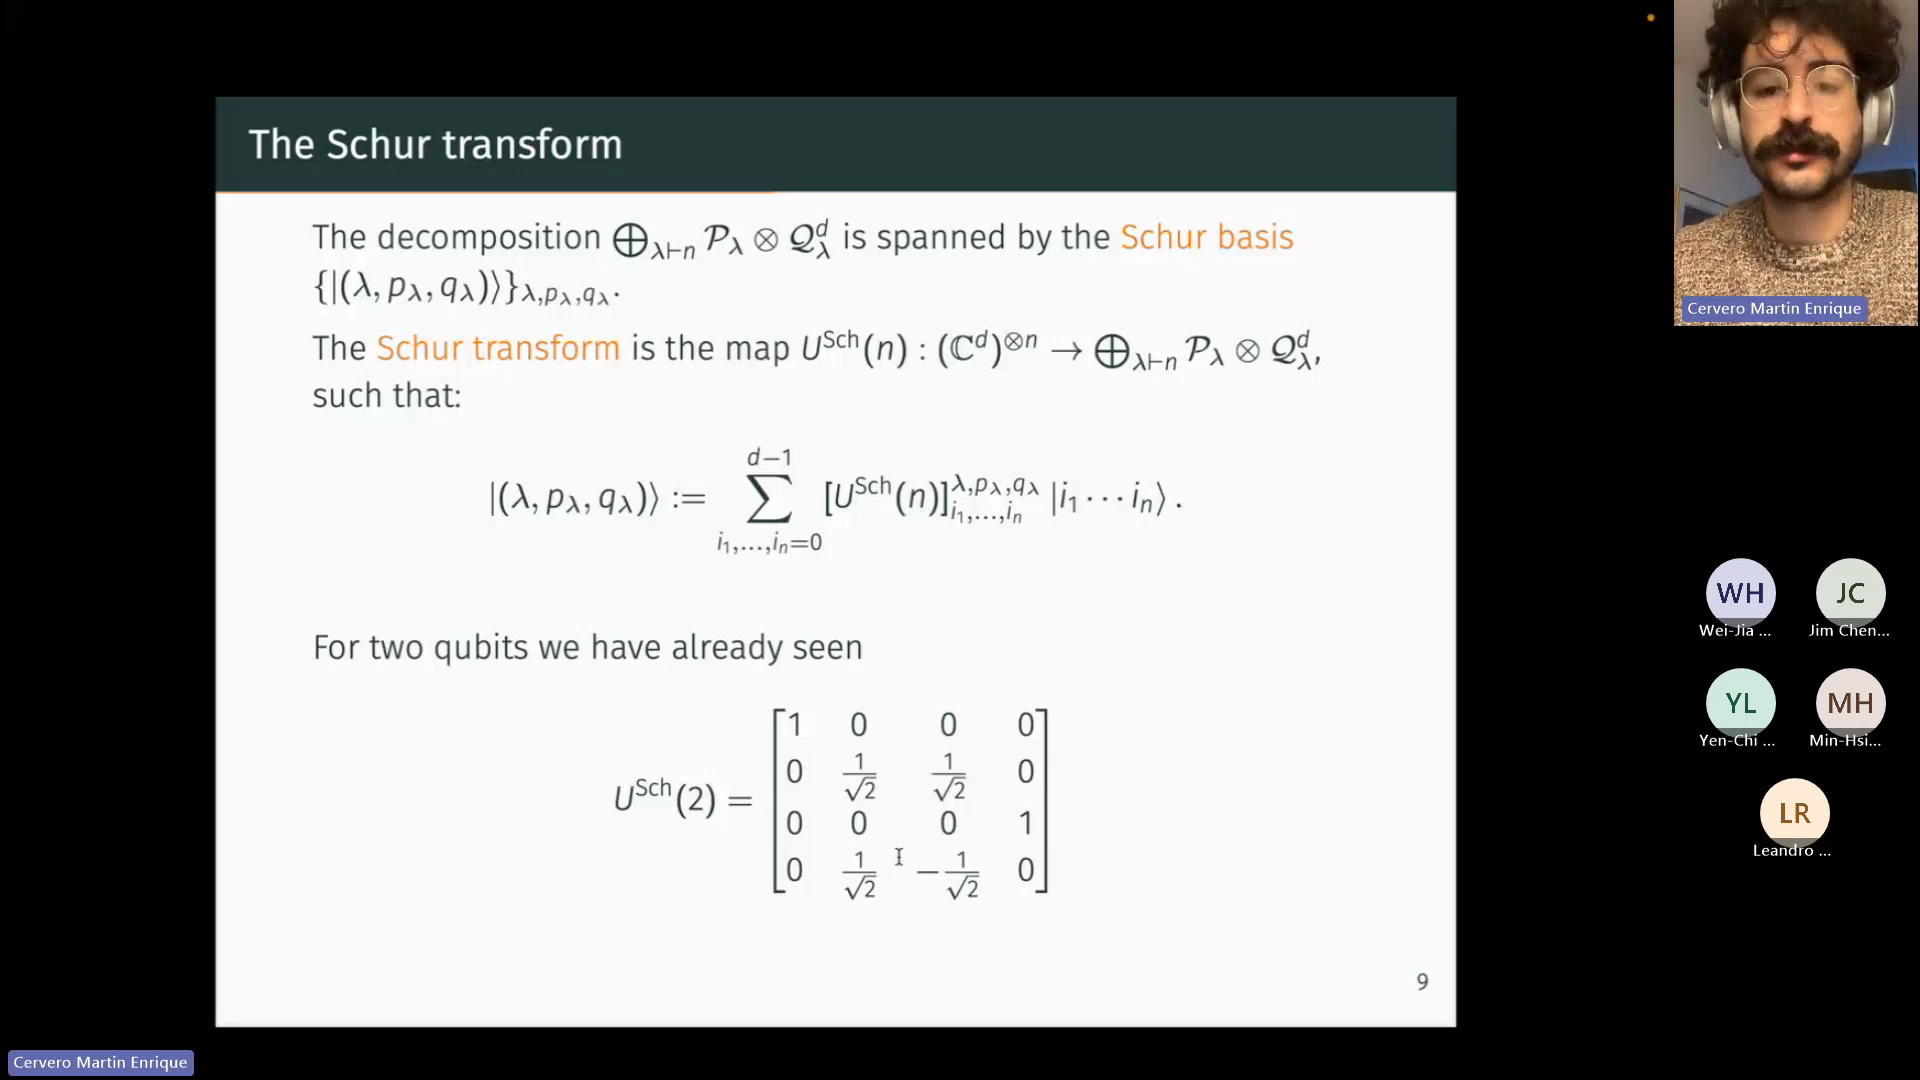 The Schur transform
The decomposition ⨁_{λ⊢n} 𝒫_λ ⊗ 𝒬_λ^d is spanned by the Schur basis
{|(λ, p_λ, q_λ)⟩}_{λ,p_λ,q_λ}.
The Schur transform is the map U^{Sch}(n) : (ℂ^d)^{⊗n} → ⨁_{λ⊢n} 𝒫_λ ⊗ 𝒬_λ^d,
such that:
|(λ, p_λ, q_λ)⟩ := ∑_{i_1,…,i_n=0}^{d−1} [U^{Sch}(n)]_{i_1,…,i_n}^{λ,p_λ,q_λ} |i_1 ⋯ i_n⟩ .
For two qubits we have already seen
U^{Sch}(2) =
1 0 0 0
0 1/√2 1/√2 0
0 0 0 1
0 1/√2 −1/√2 0
9
Cervero Martin Enrique
WH
Wei-Jia ...
JC
Jim Chen...
YL
Yen-Chi ...
MH
Min-Hsi...
LR
Leandro ...
Cervero Martin Enrique